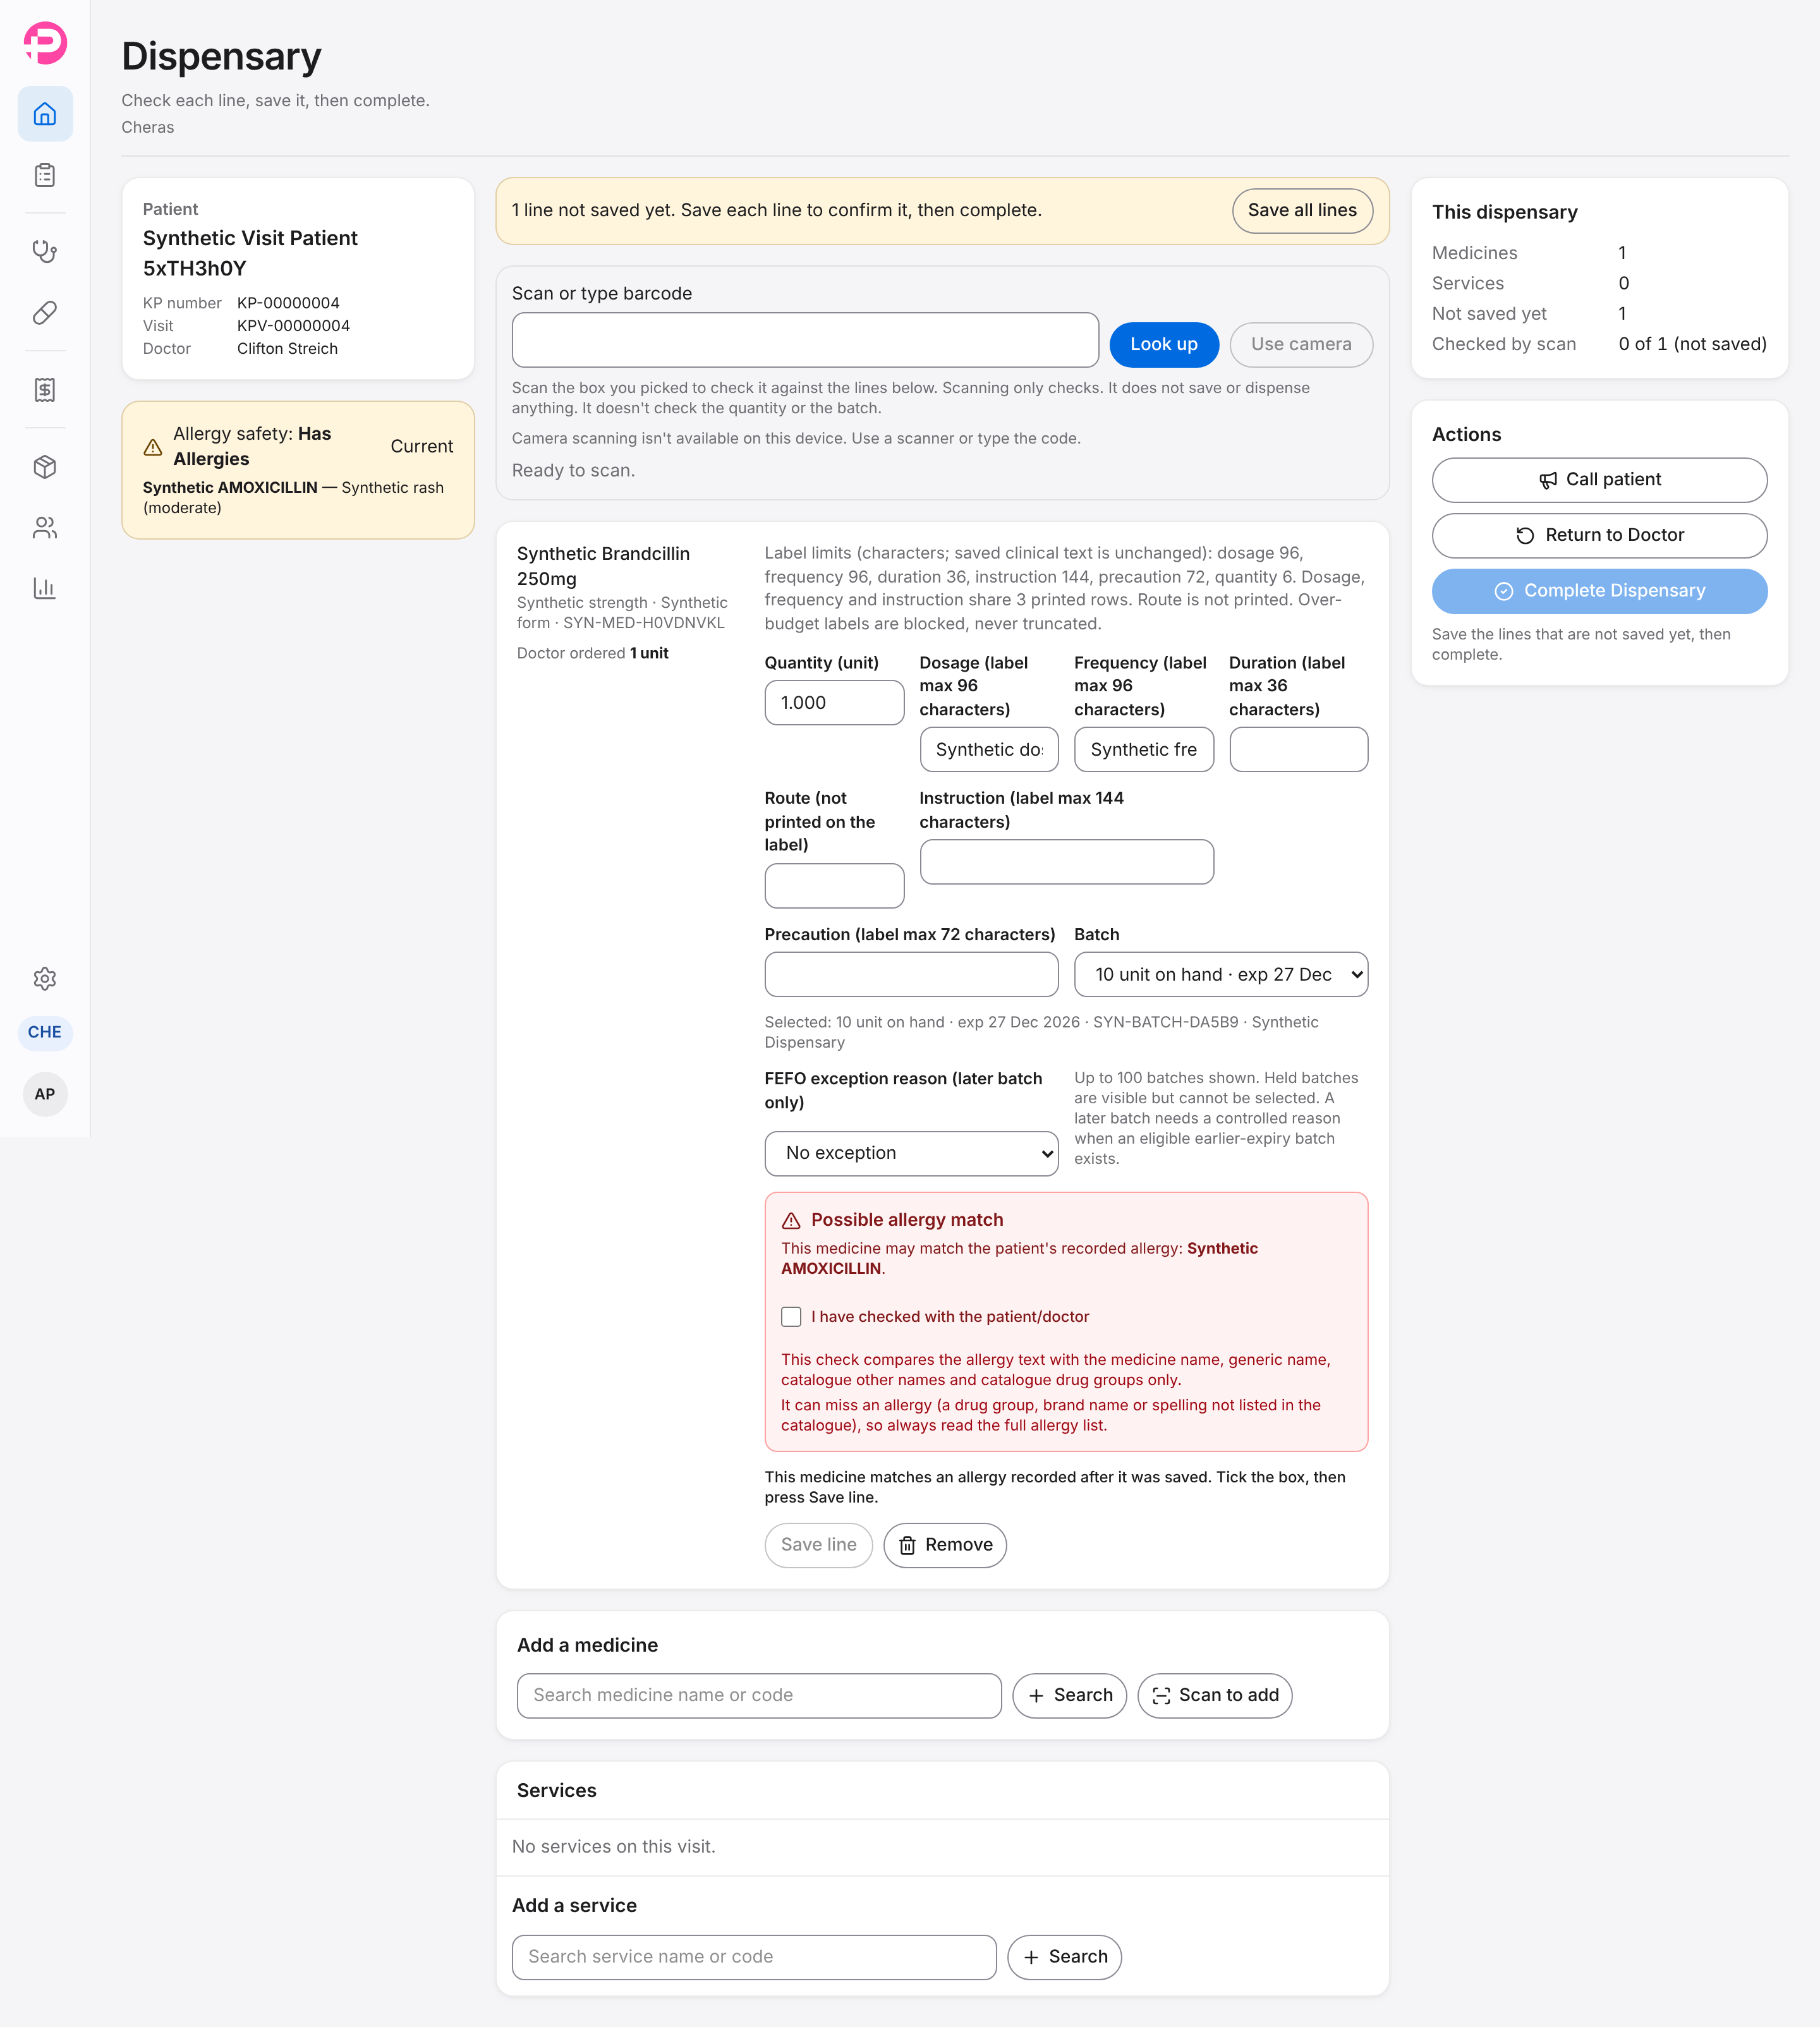 Dispensary
Check each line, save it, then complete.
Cheras
Patient
Synthetic Visit Patient
5xTH3h0Y
KP number KP-00000004
Visit KPV-00000004
Doctor Clifton Streich
Allergy safety: Has
Allergies
Current
Synthetic AMOXICILLIN — Synthetic rash
(moderate)
CHE
AP
1 line not saved yet. Save each line to confirm it, then complete.
Save all lines
Scan or type barcode
Look up
Use camera
Scan the box you picked to check it against the lines below. Scanning only checks. It does not save or dispense
anything. It doesn't check the quantity or the batch.
Camera scanning isn't available on this device. Use a scanner or type the code.
Ready to scan.
Synthetic Brandcillin
250mg
Synthetic strength · Synthetic
form · SYN-MED-H0VDNVKL
Doctor ordered 1 unit
Label limits (characters; saved clinical text is unchanged): dosage 96,
frequency 96, duration 36, instruction 144, precaution 72, quantity 6. Dosage,
frequency and instruction share 3 printed rows. Route is not printed. Over-
budget labels are blocked, never truncated.
Quantity (unit)
1.000
Dosage (label
max 96
characters)
Synthetic do
Frequency (label
max 96
characters)
Synthetic fre
Duration (label
max 36
characters)
Route (not
printed on the
label)
Instruction (label max 144
characters)
Precaution (label max 72 characters)
Batch
10 unit on hand · exp 27 Dec
Selected: 10 unit on hand · exp 27 Dec 2026 · SYN-BATCH-DA5B9 · Synthetic
Dispensary
FEFO exception reason (later batch
only)
No exception
Up to 100 batches shown. Held batches
are visible but cannot be selected. A
later batch needs a controlled reason
when an eligible earlier-expiry batch
exists.
Possible allergy match
This medicine may match the patient's recorded allergy: Synthetic
AMOXICILLIN.
I have checked with the patient/doctor
This check compares the allergy text with the medicine name, generic name,
catalogue other names and catalogue drug groups only.
It can miss an allergy (a drug group, brand name or spelling not listed in the
catalogue), so always read the full allergy list.
This medicine matches an allergy recorded after it was saved. Tick the box, then
press Save line.
Save line
Remove
Add a medicine
Search medicine name or code
Search
Scan to add
Services
No services on this visit.
Add a service
Search service name or code
Search
This dispensary
Medicines 1
Services 0
Not saved yet 1
Checked by scan 0 of 1 (not saved)
Actions
Call patient
Return to Doctor
Complete Dispensary
Save the lines that are not saved yet, then
complete.